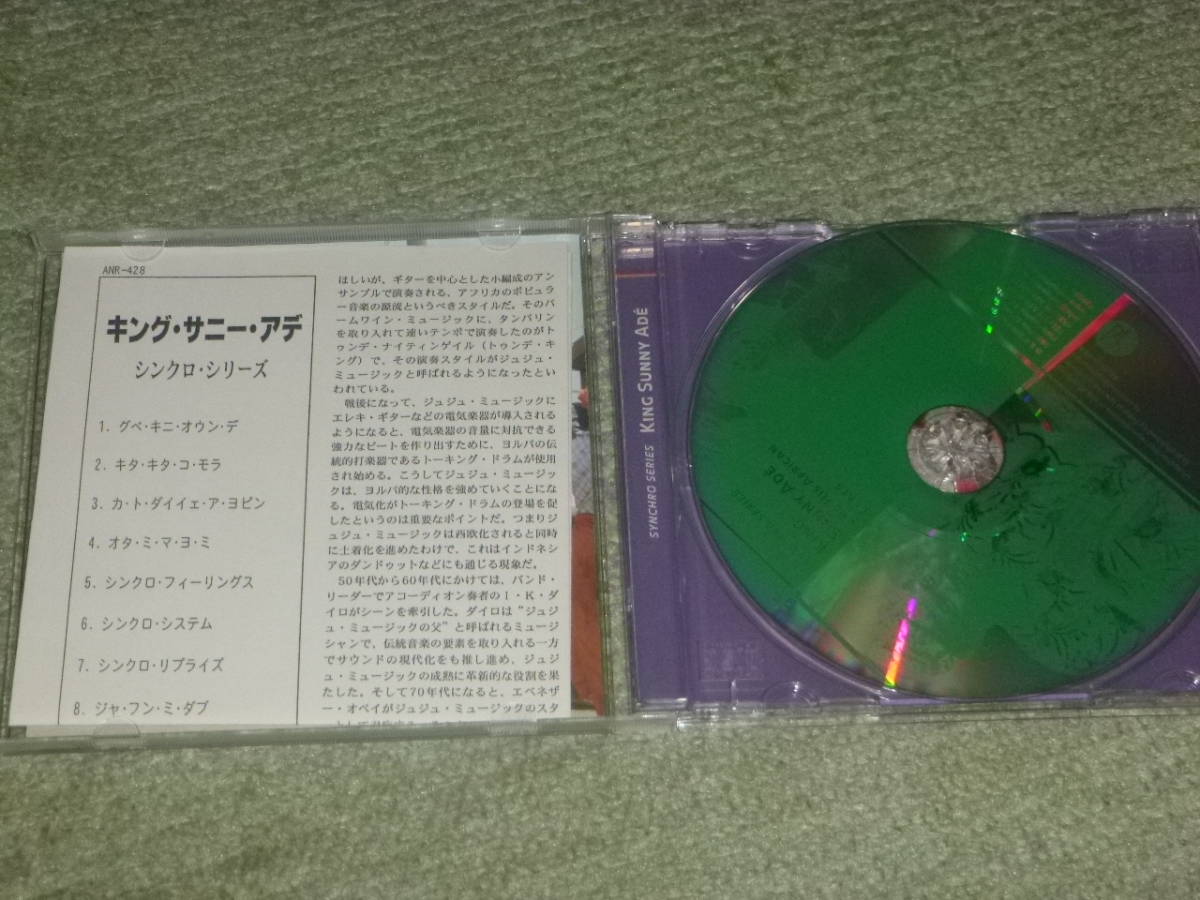 ANR-428
キング・サニー・アデ
シンクロ・シリーズ
1. グベ・キニ・オウン・デ
2. キタ・キタ・コ・モラ
3. カ・ト・ダイイェ・ア・ヨビン
4. オタ・ミ・マ・ヨ・ミ
5. シンクロ・フィーリングス
6. シンクロ・システム
7. シンクロ・リプライズ
8. ジャ・フン・ミ・ダブ
ほしいが、ギターを中心とした小編成のアン
サンブルで演奏される、アフリカのポピュラ
ー音楽の源流というべきスタイルだ。そのパ
ームワイン・ミュージックに、タンバリン
を取り入れて速いテンポで演奏したのがト
ゥンデ・ナイティンゲイル（トゥンデ・キ
ング）で、その演奏スタイルがジュジュ・
ミュージックと呼ばれるようになったとい
われている。
戦後になって、ジュジュ・ミュージックに
エレキ・ギターなどの電気楽器が導入される
ようになると、電気楽器の音量に対抗できる
強力なビートを作り出すために、ヨルバの伝
統的打楽器であるトーキング・ドラムが使用
され始める。こうしてジュジュ・ミュージッ
クは、ヨルバ的な性格を強めていくことにな
る。電気化がトーキング・ドラムの登場を促
したというのは重要なポイントだ。つまりジ
ュジュ・ミュージックは西欧化されると同時
に土着化を進めたわけで、これはインドネシ
アのダンドゥットなどにも通じる現象だ。
50年代から60年代にかけては、バンド・
リーダーでアコーディオン奏者のI・K・ダ
イロがシーンを牽引した。ダイロは“ジュジ
ュ・ミュージックの父”と呼ばれるミュージ
シャンで、伝統音楽の要素を取り入れる一方
でサウンドの現代化をも推し進め、ジュジ
ュ・ミュージックの成熟に革新的な役割を果
たした。そして70年代になると、エベネザ
ー・オベイがジュジュ・ミュージックのスタ
SYNCHRO SERIES KING SUNNY ADÉ